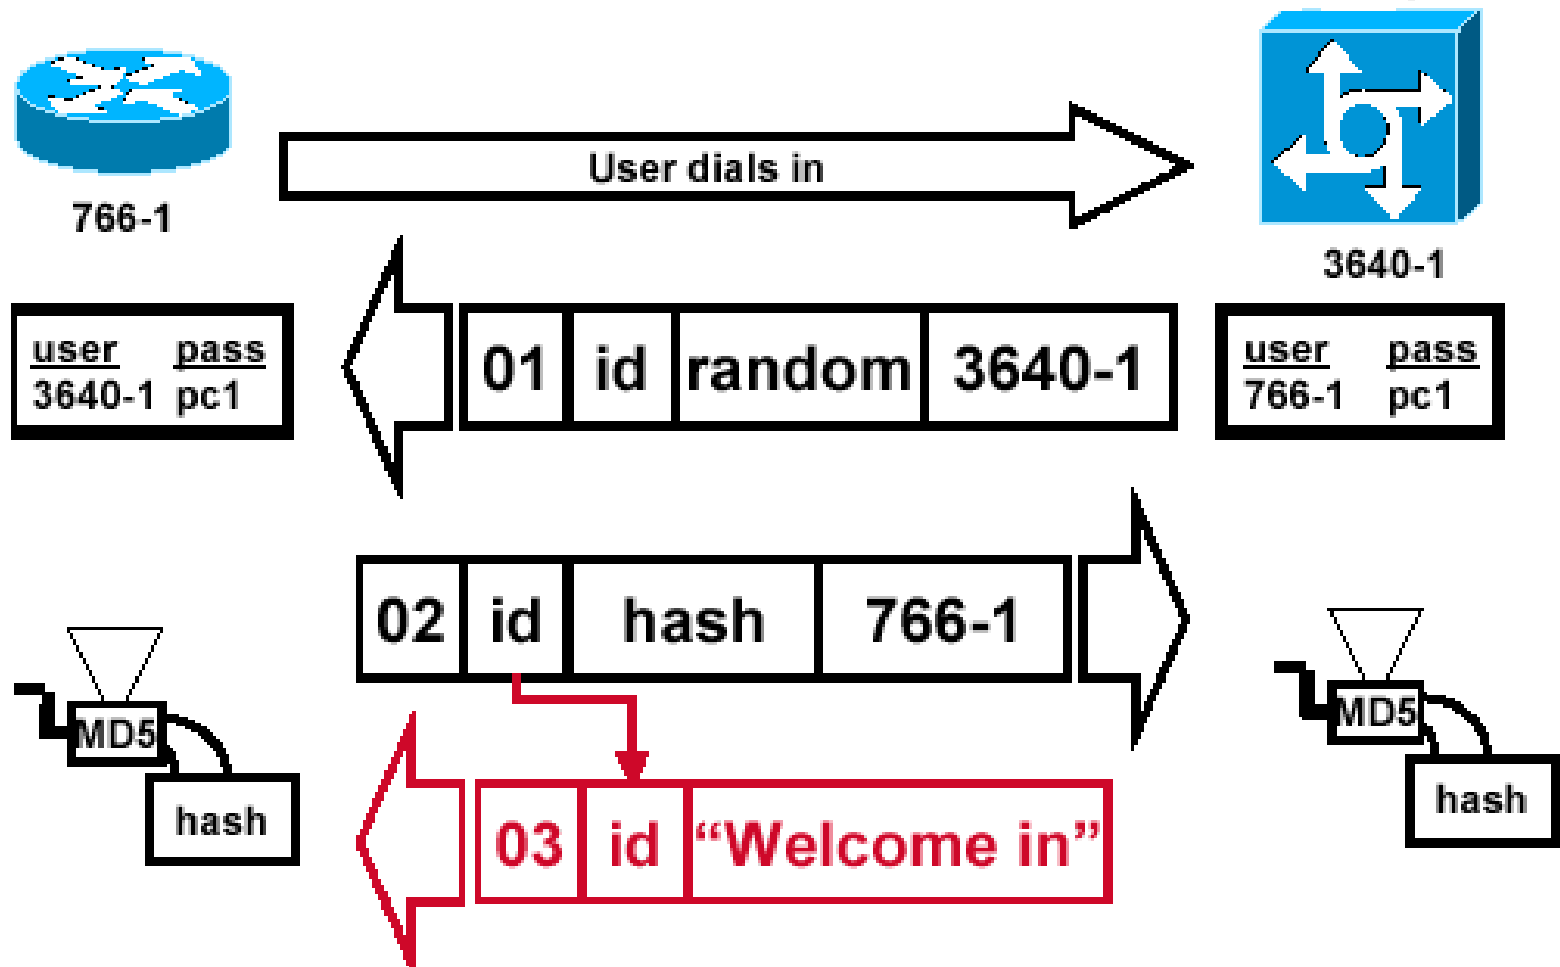 User dials in
766-1
3640-1
user pass
3640-1 pc1
01 id random 3640-1
user pass
766-1 pc1
02 id hash 766-1
MD5
hash
MD5
hash
03 id “Welcome in”